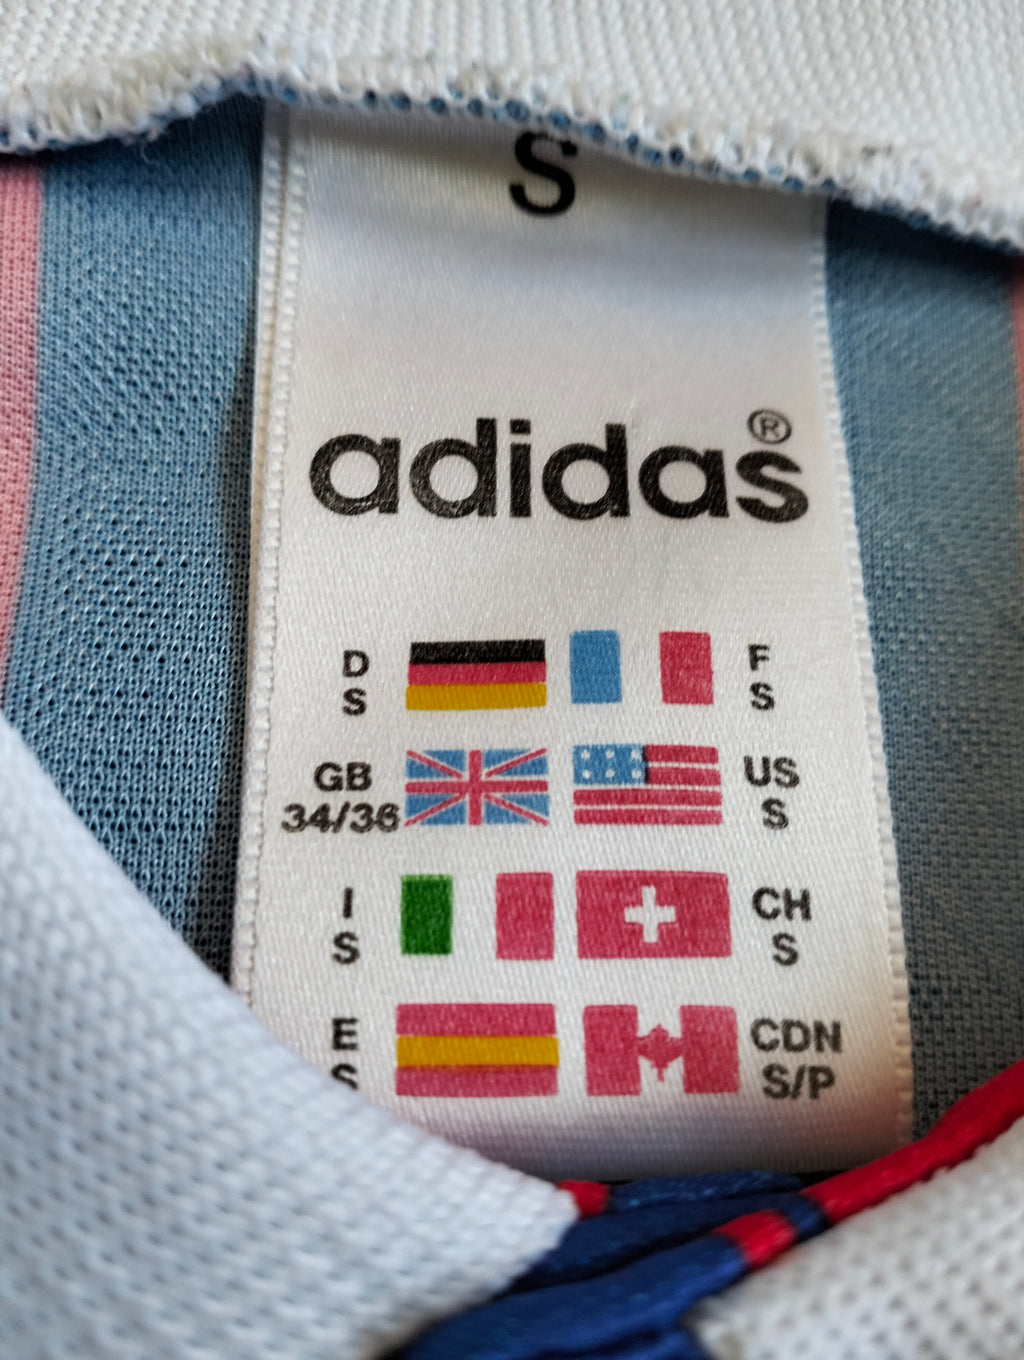 S
adidas®
D F
S S
GB US
34/36 S
I CH
S S
E CDN
S S/P